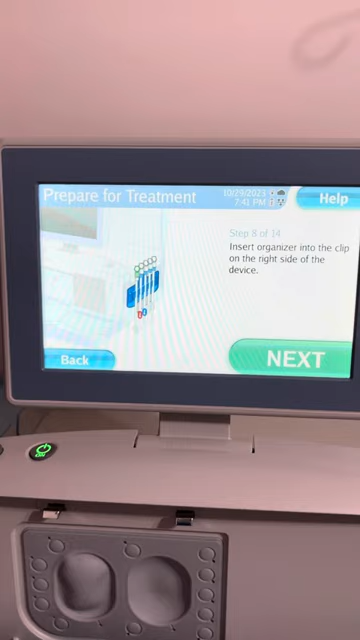 Prepare for Treatment
10/29/2023
7:41 PM
Help
Step 8 of 14
Insert organizer into the clip
on the right side of the
device.
Back
NEXT